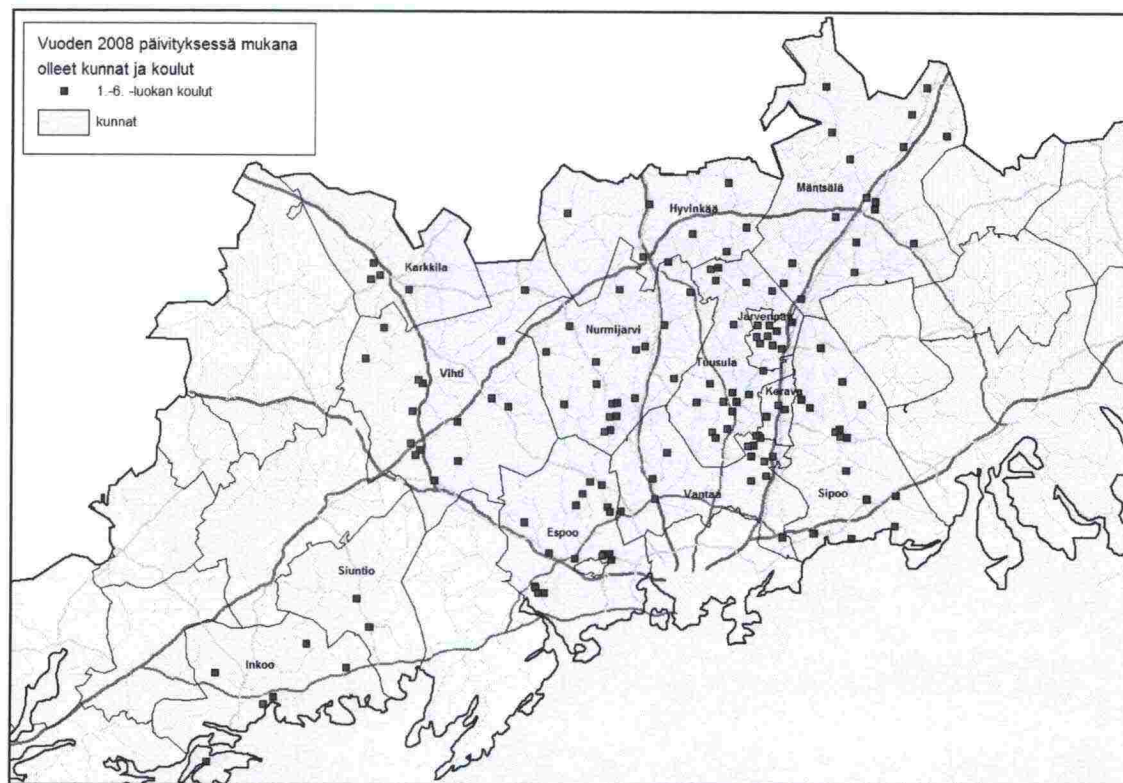 Vuoden 2008 päivityksessä mukana
olleet kunnat ja koulut
1.-6. -luokan koulut
kunnat
Mäntsälä
Hyvinkää
Karkkila
Nurmijärvi
Järvenpää
Tuusula
Vihti
Kerava
Vantaa
Sipoo
Espoo
Siuntio
Inkoo